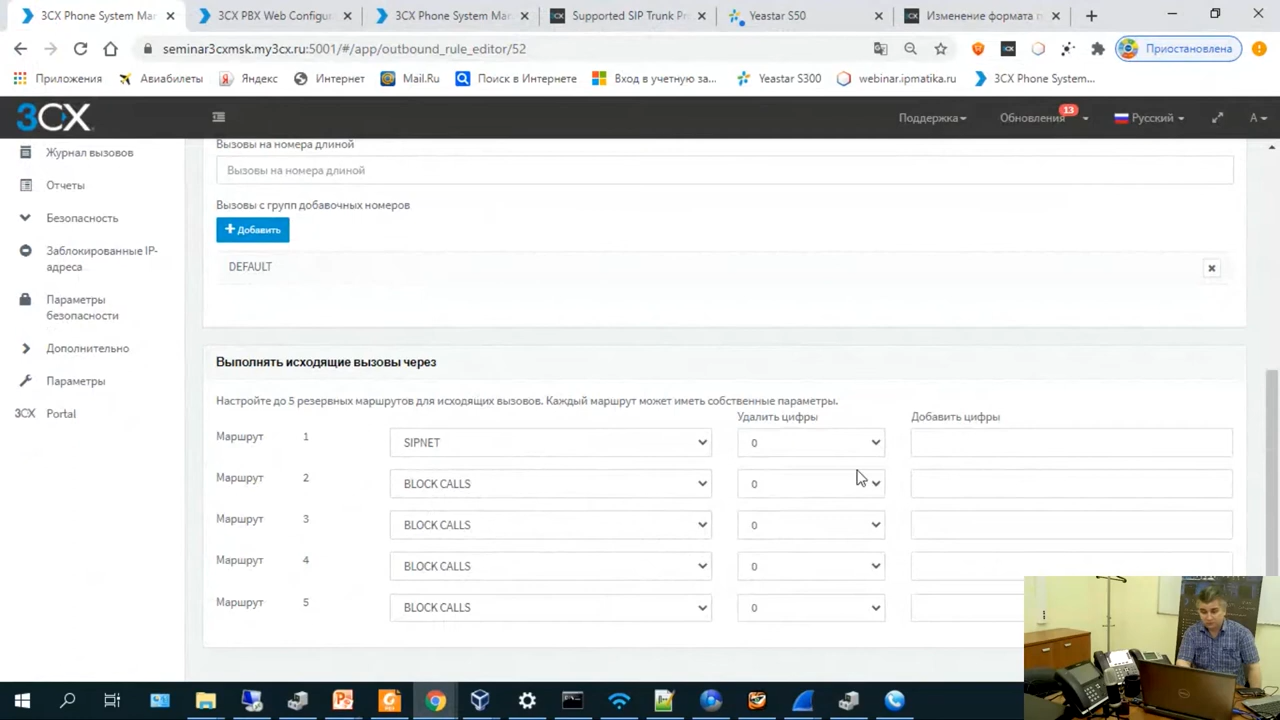 3CX Phone System Mar
3CX PBX Web Configur
3CX Phone System Ma
Supported SIP Trunk Pr
Yeastar S50
Изменение формата
seminar3cxmsk.my3cx.ru:5001/#/app/outbound_rule_editor/52
Приостановлена
Приложения
Авиабилеты
Яндекс
Интернет
Mail.Ru
Поиск в Интернете
Вход в учетную за...
Yeastar S300
webinar.ipmatika.ru
3CX Phone System...
3CX
Поддержка
Обновления
13
Русский
A
Журнал вызовов
Отчеты
Безопасность
Заблокированные IP-
адреса
Параметры
безопасности
Дополнительно
Параметры
3CX Portal
Вызовы на номера длиной
Вызовы на номера длиной
Вызовы с групп добавочных номеров
+ Добавить
DEFAULT
Выполнять исходящие вызовы через
Настройте до 5 резервных маршрутов для исходящих вызовов. Каждый маршрут может иметь собственные параметры.
Удалить цифры
Добавить цифры
Маршрут 1 SIPNET 0
Маршрут 2 BLOCK CALLS 0
Маршрут 3 BLOCK CALLS 0
Маршрут 4 BLOCK CALLS 0
Маршрут 5 BLOCK CALLS 0